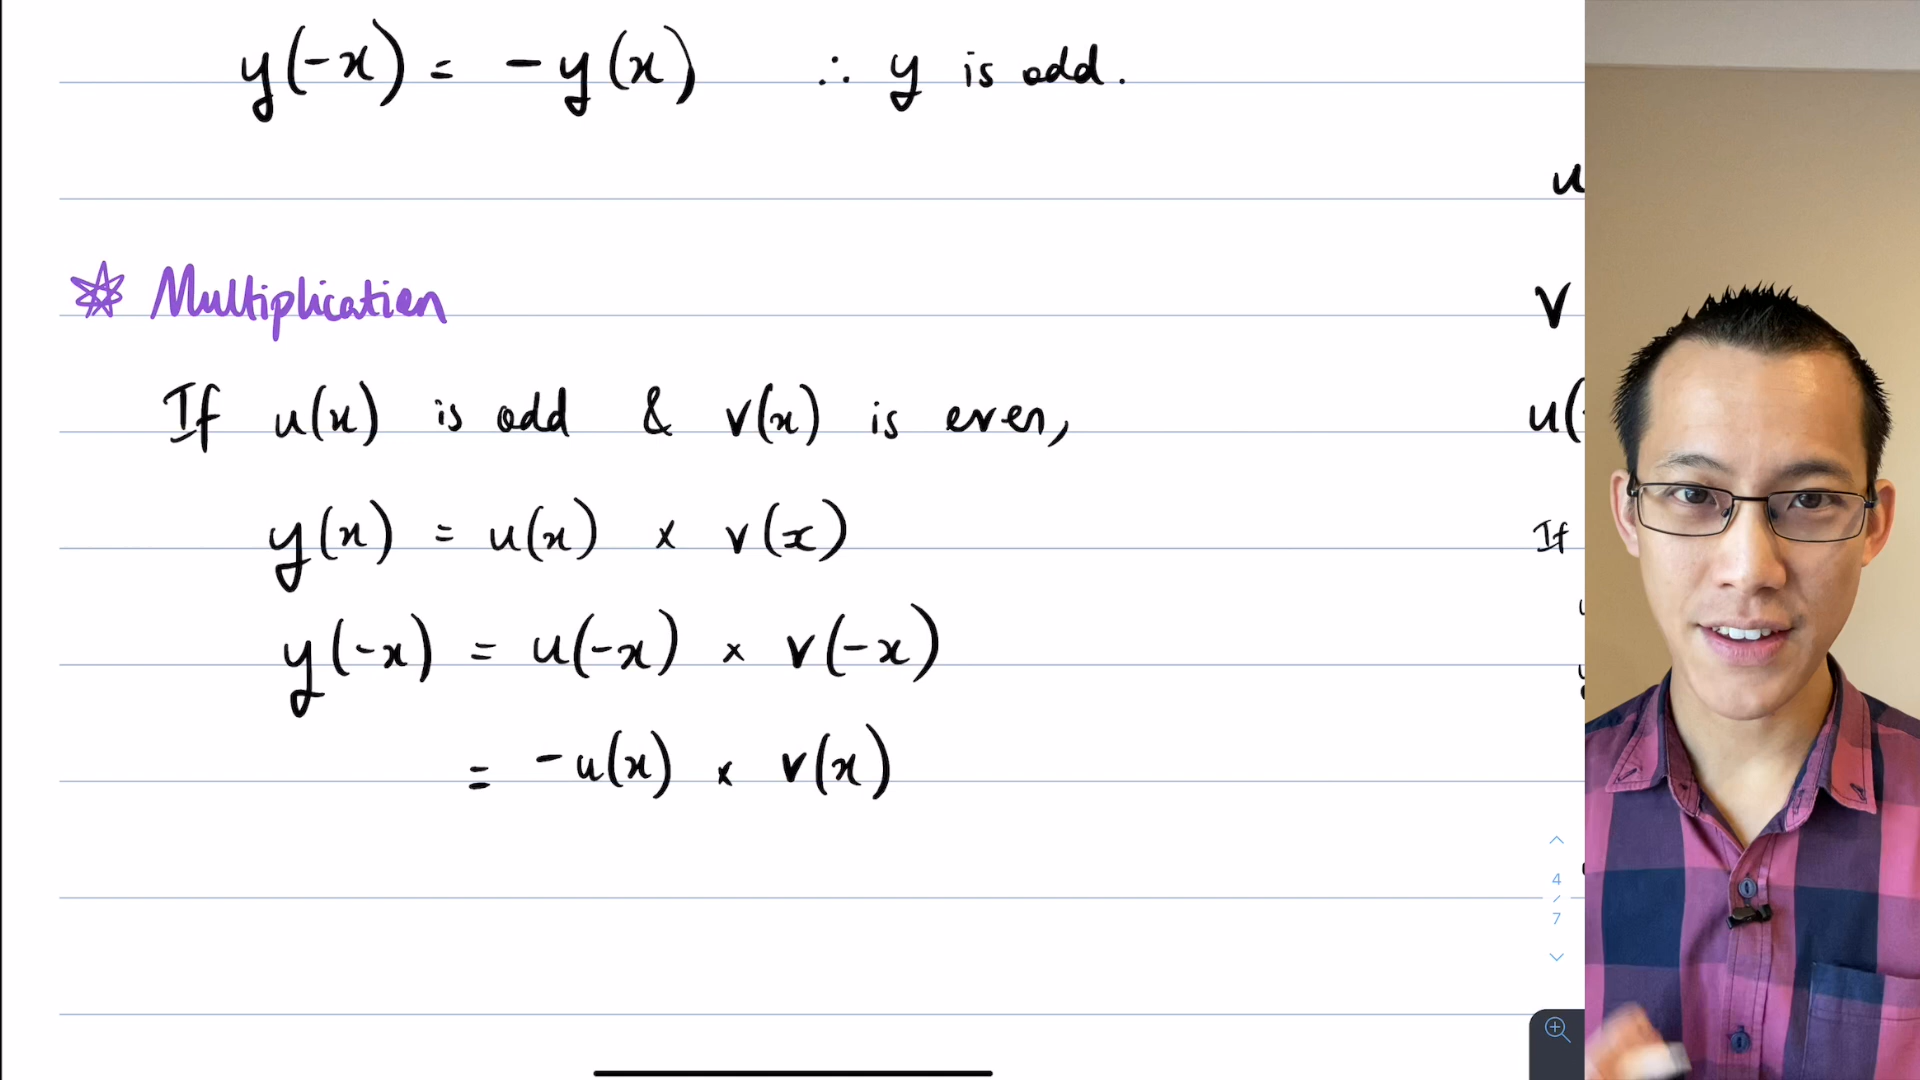 y(-x) = -y(x) ∴ y is odd.
* Multiplication
If u(x) is odd & v(x) is even,
y(x) = u(x) × v(x)
y(-x) = u(-x) × v(-x)
= -u(x) × v(x)
u
v
u(
If
4
/
7